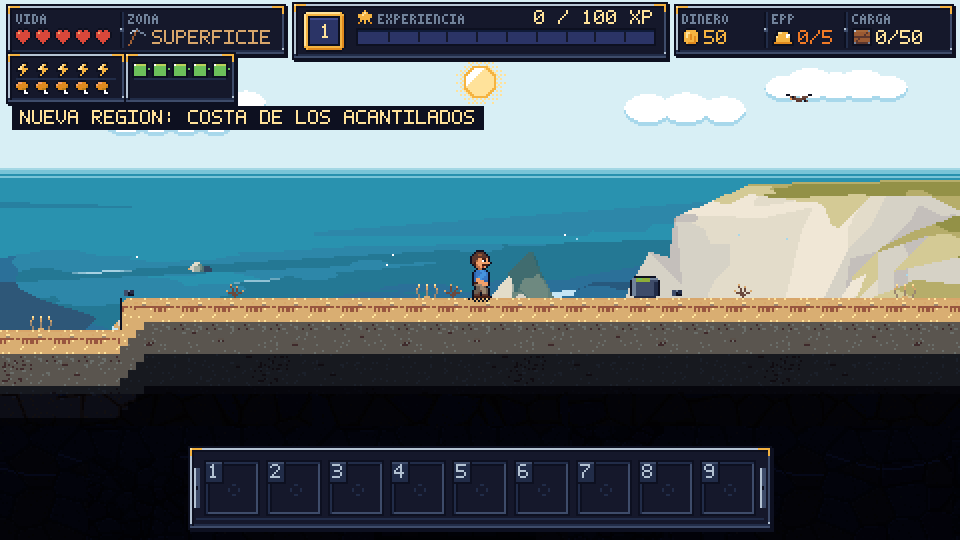 VIDA
ZONA
SUPERFICIE
1
EXPERIENCIA
0 / 100 XP
DINERO
50
EPP
0/5
CARGA
0/50
NUEVA REGION: COSTA DE LOS ACANTILADOS
1 2 3 4 5 6 7 8 9